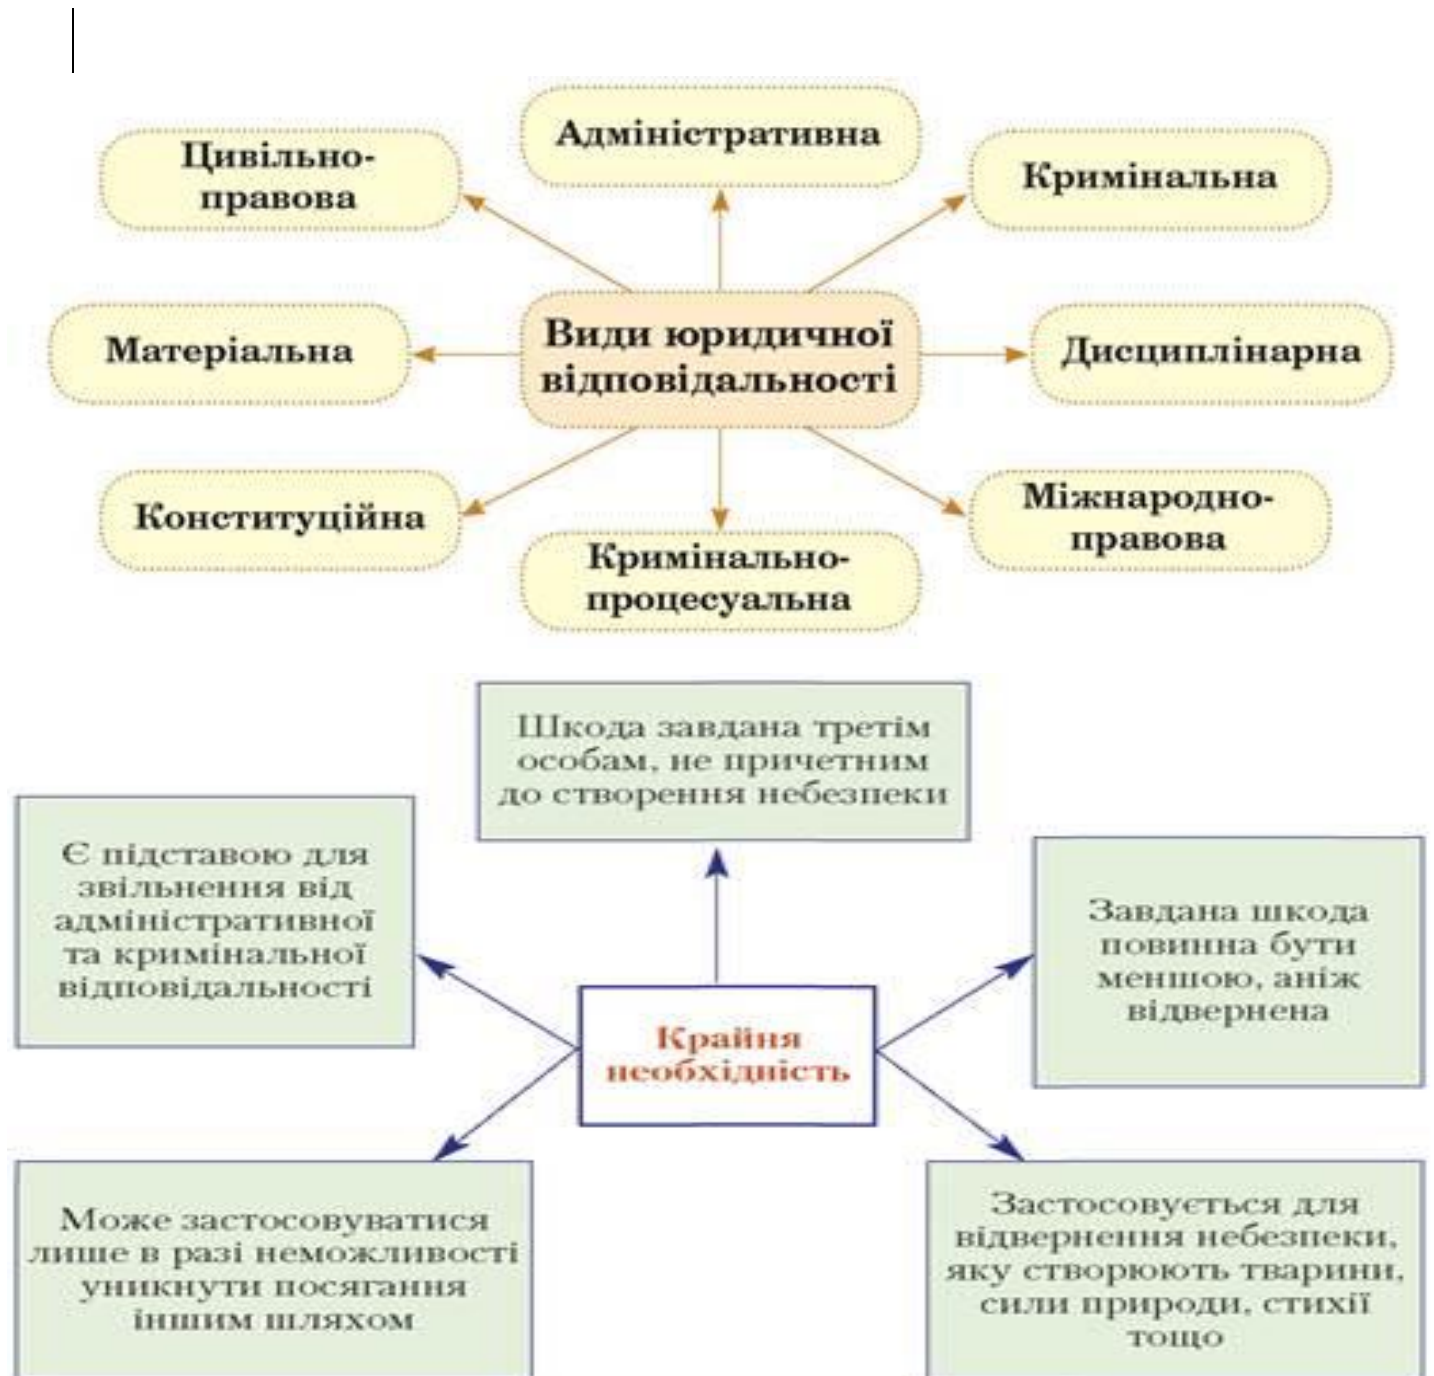 Адміністративна
Цивільно-
правова
Кримінальна
Матеріальна
Види юридичної
відповідальності
Дисциплінарна
Конституційна
Кримінально-
процесуальна
Міжнародно-
правова
Шкода завдана третім
особам, не причетним
до створення небезпеки
Є підставою для
звільнення від
адміністративної
та кримінальної
відповідальності
Завдана шкода
повинна бути
меншою, аніж
відвернена
Крайня
необхідність
Може застосовуватися
лише в разі неможливості
уникнути посягання
іншим шляхом
Застосовується для
відвернення небезпеки,
яку створюють тварини,
сили природи, стихії
тощо